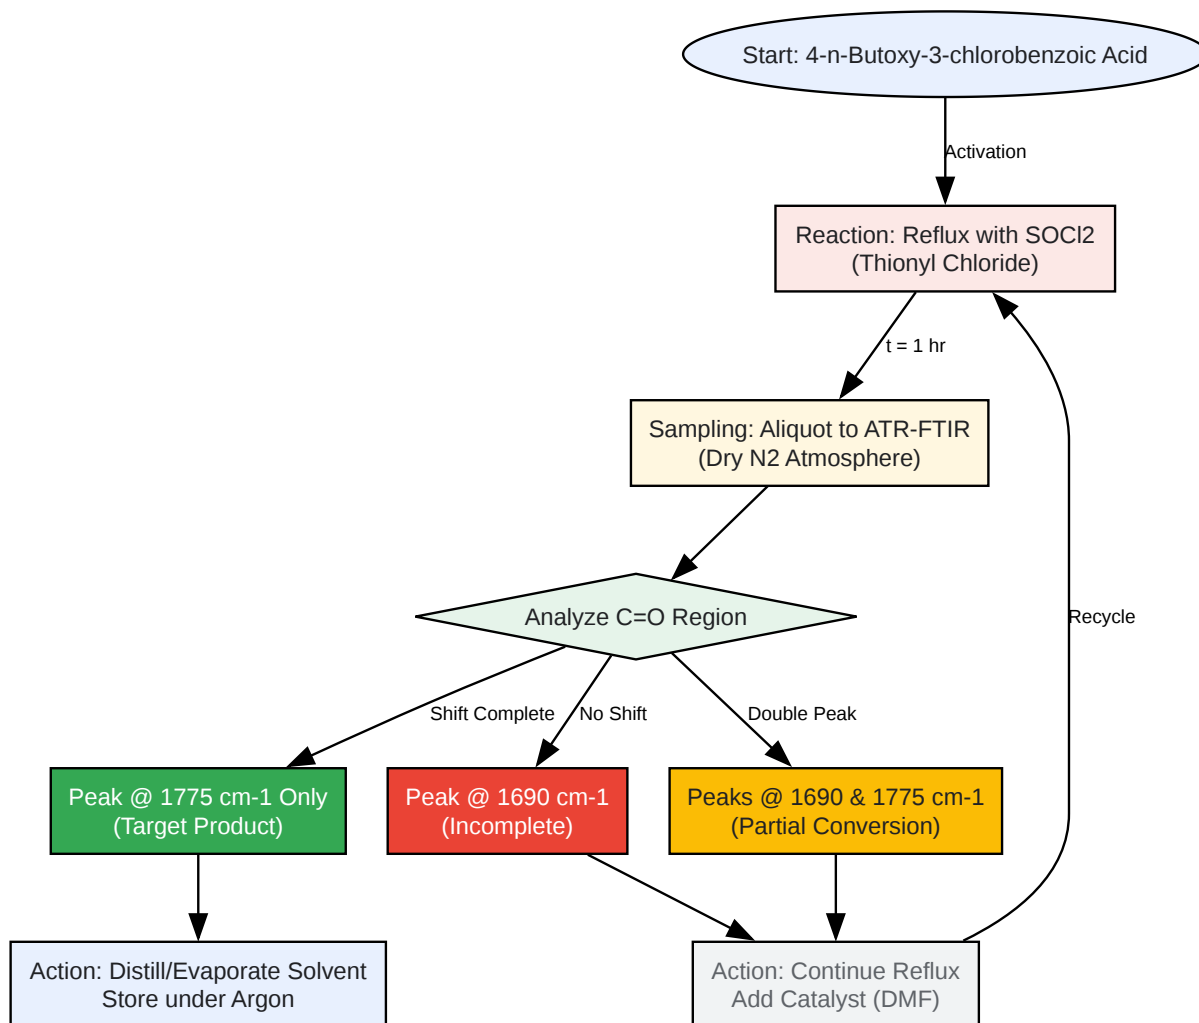 Start: 4-n-Butoxy-3-chlorobenzoic Acid
Activation
Reaction: Reflux with SOCl2
(Thionyl Chloride)
t = 1 hr
Sampling: Aliquot to ATR-FTIR
(Dry N2 Atmosphere)
Analyze C=O Region
Recycle
Shift Complete
No Shift
Double Peak
Peak @ 1775 cm-1 Only
(Target Product)
Peak @ 1690 cm-1
(Incomplete)
Peaks @ 1690 & 1775 cm-1
(Partial Conversion)
Action: Distill/Evaporate Solvent
Store under Argon
Action: Continue Reflux
Add Catalyst (DMF)